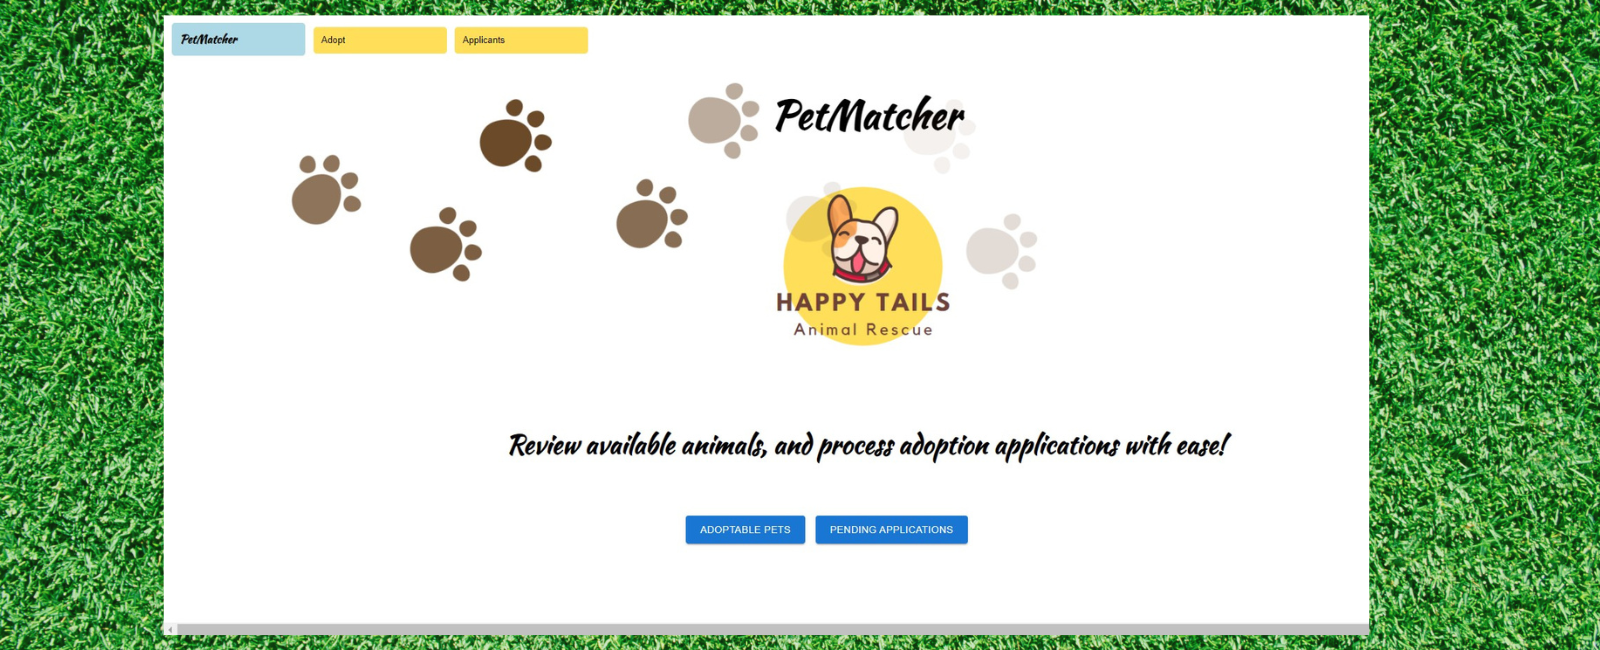 PetMatcher
Adopt
Applicants
PetMatcher
HAPPY TAILS
Animal Rescue
Review available animals, and process adoption applications with ease!
ADOPTABLE PETS
PENDING APPLICATIONS